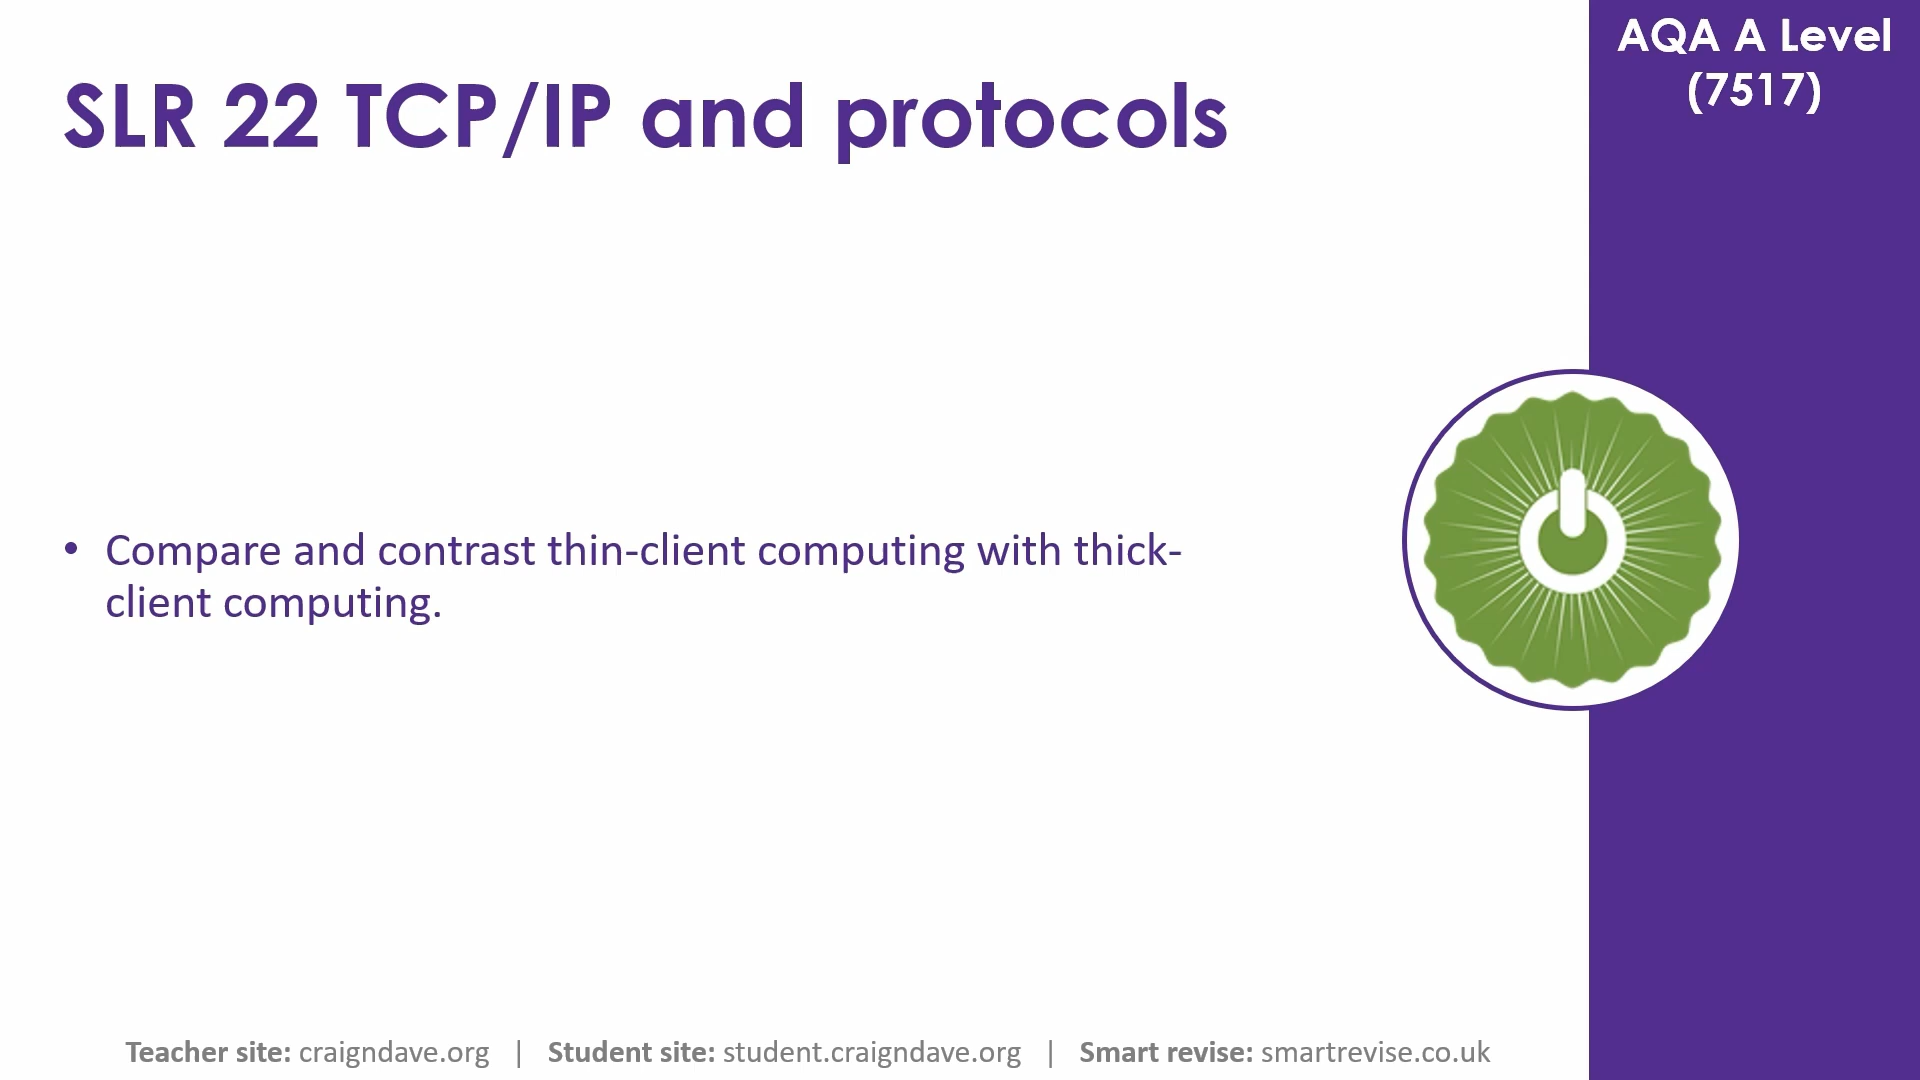 SLR 22 TCP/IP and protocols
AQA A Level
(7517)
• Compare and contrast thin-client computing with thick-
client computing.
Teacher site: craigndave.org | Student site: student.craigndave.org | Smart revise: smartrevise.co.uk